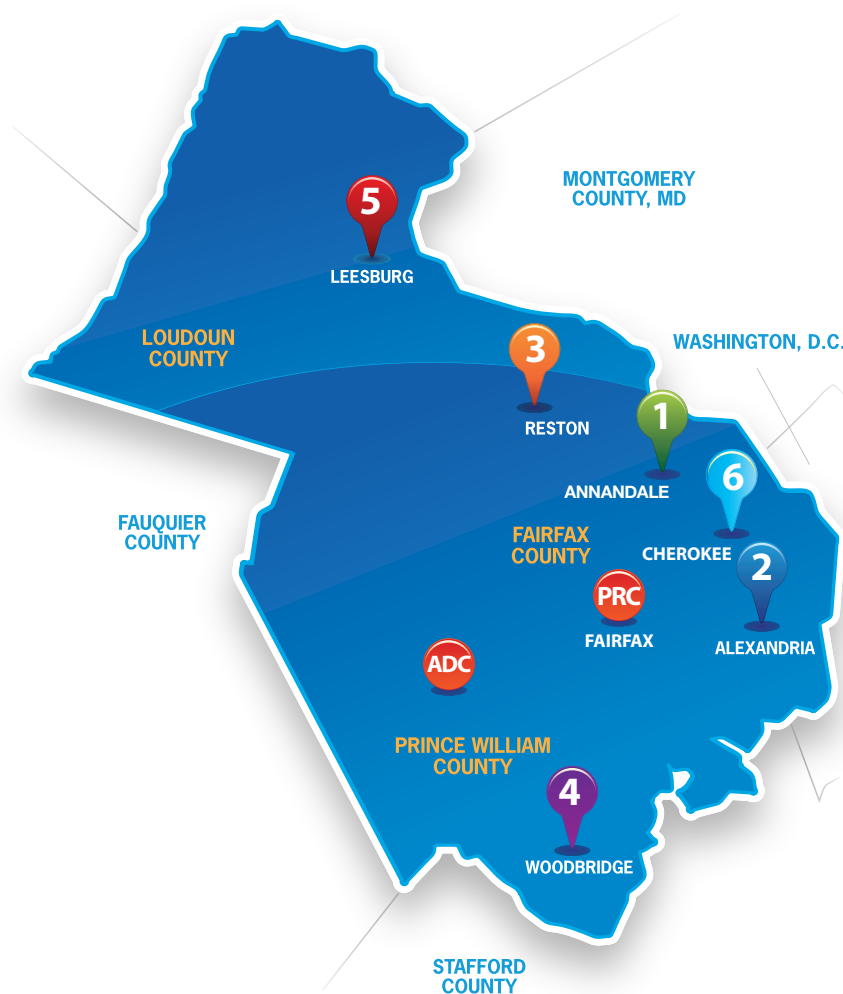 MONTGOMERY
COUNTY, MD
5
LEESBURG
LOUDOUN
COUNTY
WASHINGTON, D.C.
3
RESTON
1
ANNANDALE
6
CHEROKEE
FAUQUIER
COUNTY
FAIRFAX
COUNTY
2
ALEXANDRIA
PRC
FAIRFAX
ADC
PRINCE WILLIAM
COUNTY
4
WOODBRIDGE
STAFFORD
COUNTY